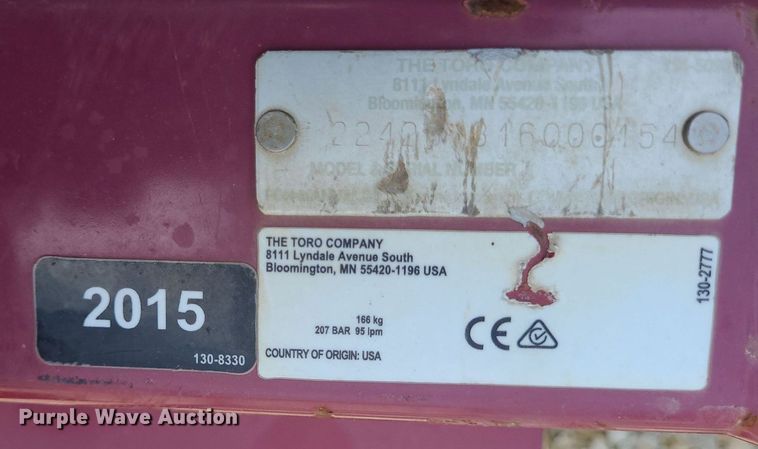 THE TORO COMPANY
8111 Lyndale Avenue South
Bloomington, MN 55420-1196 USA
MODEL & SERIAL NUMBER
THE TORO COMPANY
8111 Lyndale Avenue South
Bloomington, MN 55420-1196 USA
166 kg
207 BAR 95 lpm
COUNTRY OF ORIGIN: USA
CE
130-2777
2015
130-8330
Purple Wave Auction